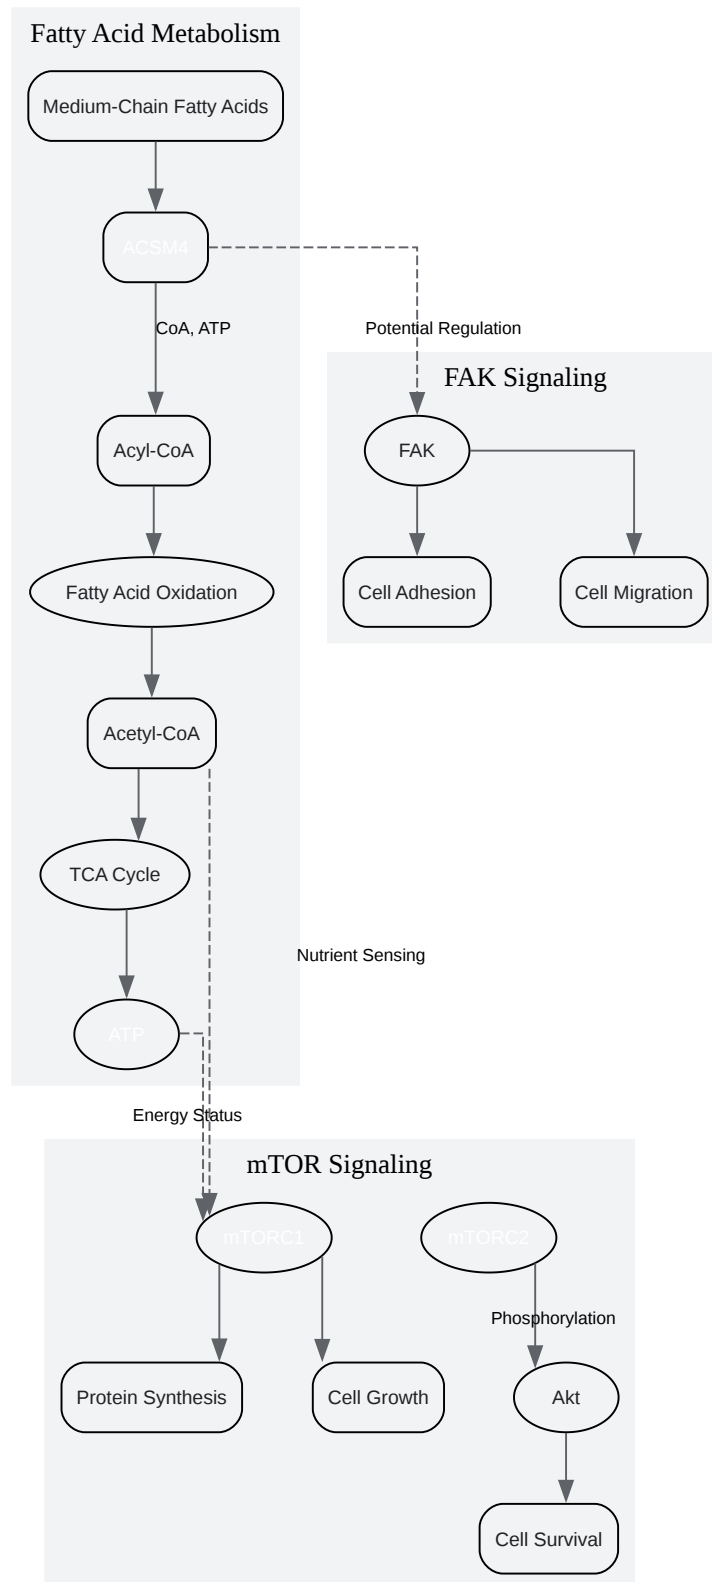 Fatty Acid Metabolism
Medium-Chain Fatty Acids
ACSM4
CoA, ATP
Potential Regulation
FAK Signaling
Acyl-CoA
FAK
Fatty Acid Oxidation
Cell Adhesion
Cell Migration
Acetyl-CoA
TCA Cycle
Nutrient Sensing
ATP
Energy Status
mTOR Signaling
mTORC1
mTORC2
Phosphorylation
Protein Synthesis
Cell Growth
Akt
Cell Survival